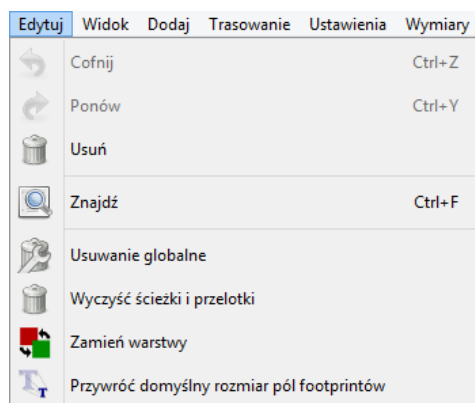 Edytuj Widok Dodaj Trasowanie Ustawienia Wymiary
Cofnij Ctrl+Z
Ponów Ctrl+Y
Usuń
Znajdź Ctrl+F
Usuwanie globalne
Wyczyść ścieżki i przelotki
Zamień warstwy
Przywróć domyślny rozmiar pól footprintów